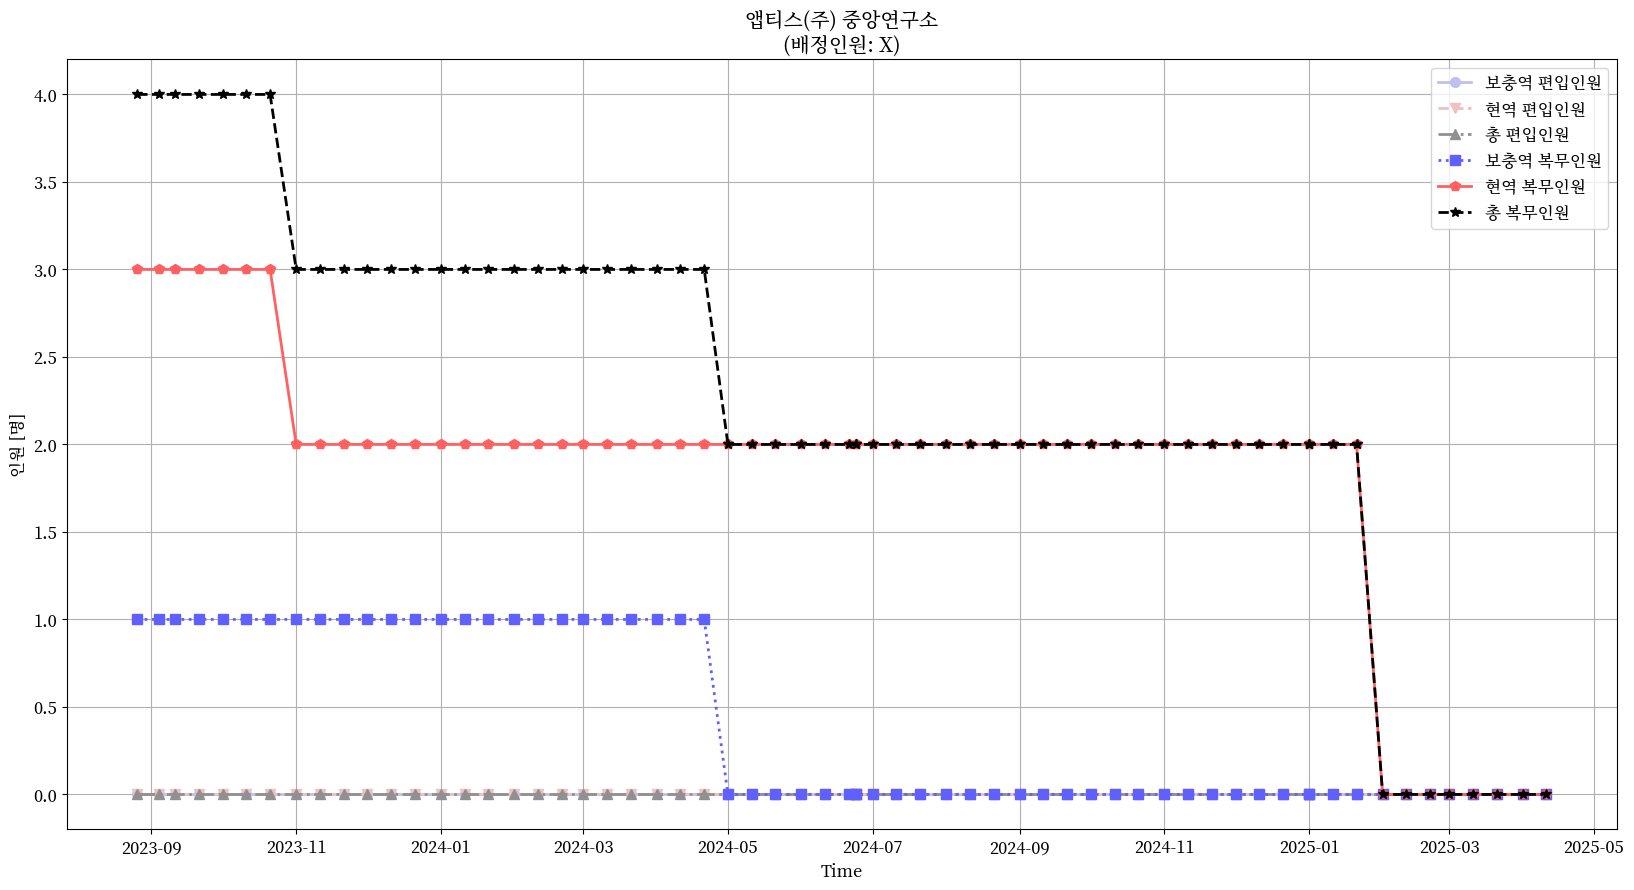 앱티스(주) 중앙연구소
(배정인원: X)
보충역 편입인원
현역 편입인원
총 편입인원
보충역 복무인원
현역 복무인원
총 복무인원
인원 [명]
4.0
3.5
3.0
2.5
2.0
1.5
1.0
0.5
0.0
2023-09 2023-11 2024-01 2024-03 2024-05 2024-07 2024-09 2024-11 2025-01 2025-03 2025-05
Time